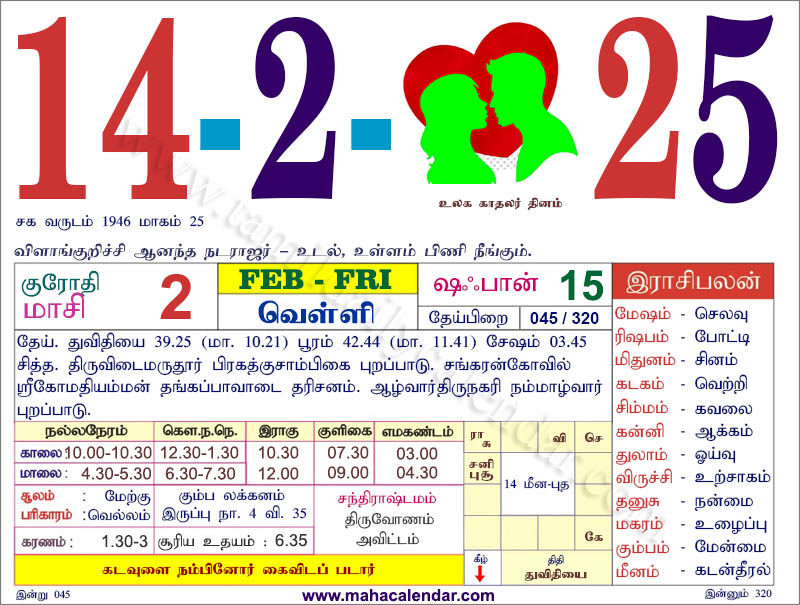 14-2- 25
உலக காதலர் தினம்
சக வருடம் 1946 மாகம் 25
விளாங்குறிச்சி ஆனந்த நடராஜர் – உடல், உள்ளம் பிணி நீங்கும்.
குரோதி
மாசி 2
FEB - FRI
வெள்ளி
ஷஃபான் 15
தேய்பிறை 045 / 320
தேய். துவிதியை 39.25 (மா. 10.21) பூரம் 42.44 (மா. 11.41) சேஷம் 03.45
சித்த. திருவிடைமருதூர் பிரகத்குசாம்பிகை புறப்பாடு. சங்கரன்கோவில்
ஸ்ரீகோமதியம்மன் தங்கப்பாவாடை தரிசனம். ஆழ்வார்திருநகரி நம்மாழ்வார்
புறப்பாடு.
இராசிபலன்
மேஷம் - செலவு
ரிஷபம் - போட்டி
மிதுனம் - சினம்
கடகம் - வெற்றி
சிம்மம் - கவலை
கன்னி - ஆக்கம்
துலாம் - ஓய்வு
விருச்சி - உற்சாகம்
தனுசு - நன்மை
மகரம் - உழைப்பு
கும்பம் - மேன்மை
மீனம் - கடன்தீரல்
நல்லநேரம் கௌ.ந.நெ. இராகு குளிகை எமகண்டம்
காலை: 10.00-10.30 12.30-1.30 10.30 07.30 03.00
மாலை: 4.30-5.30 6.30-7.30 12.00 09.00 04.30
சூலம் : மேற்கு
பரிகாரம் : வெல்லம்
கும்ப லக்கனம்
இருப்பு நா. 4 வி. 35
கரணம் : 1.30-3 சூரிய உதயம் : 6.35
சந்திராஷ்டமம்
திருவோணம்
அவிட்டம்
ரா சு வி செ
சனி பு சூ
14 மீன-புத
கே
கீழ்
திதி
துவிதியை
கடவுளை நம்பினோர் கைவிடப் படார்
இன்று 045
www.mahacalendar.com
இன்னும் 320
www.tamildailycalendar.com